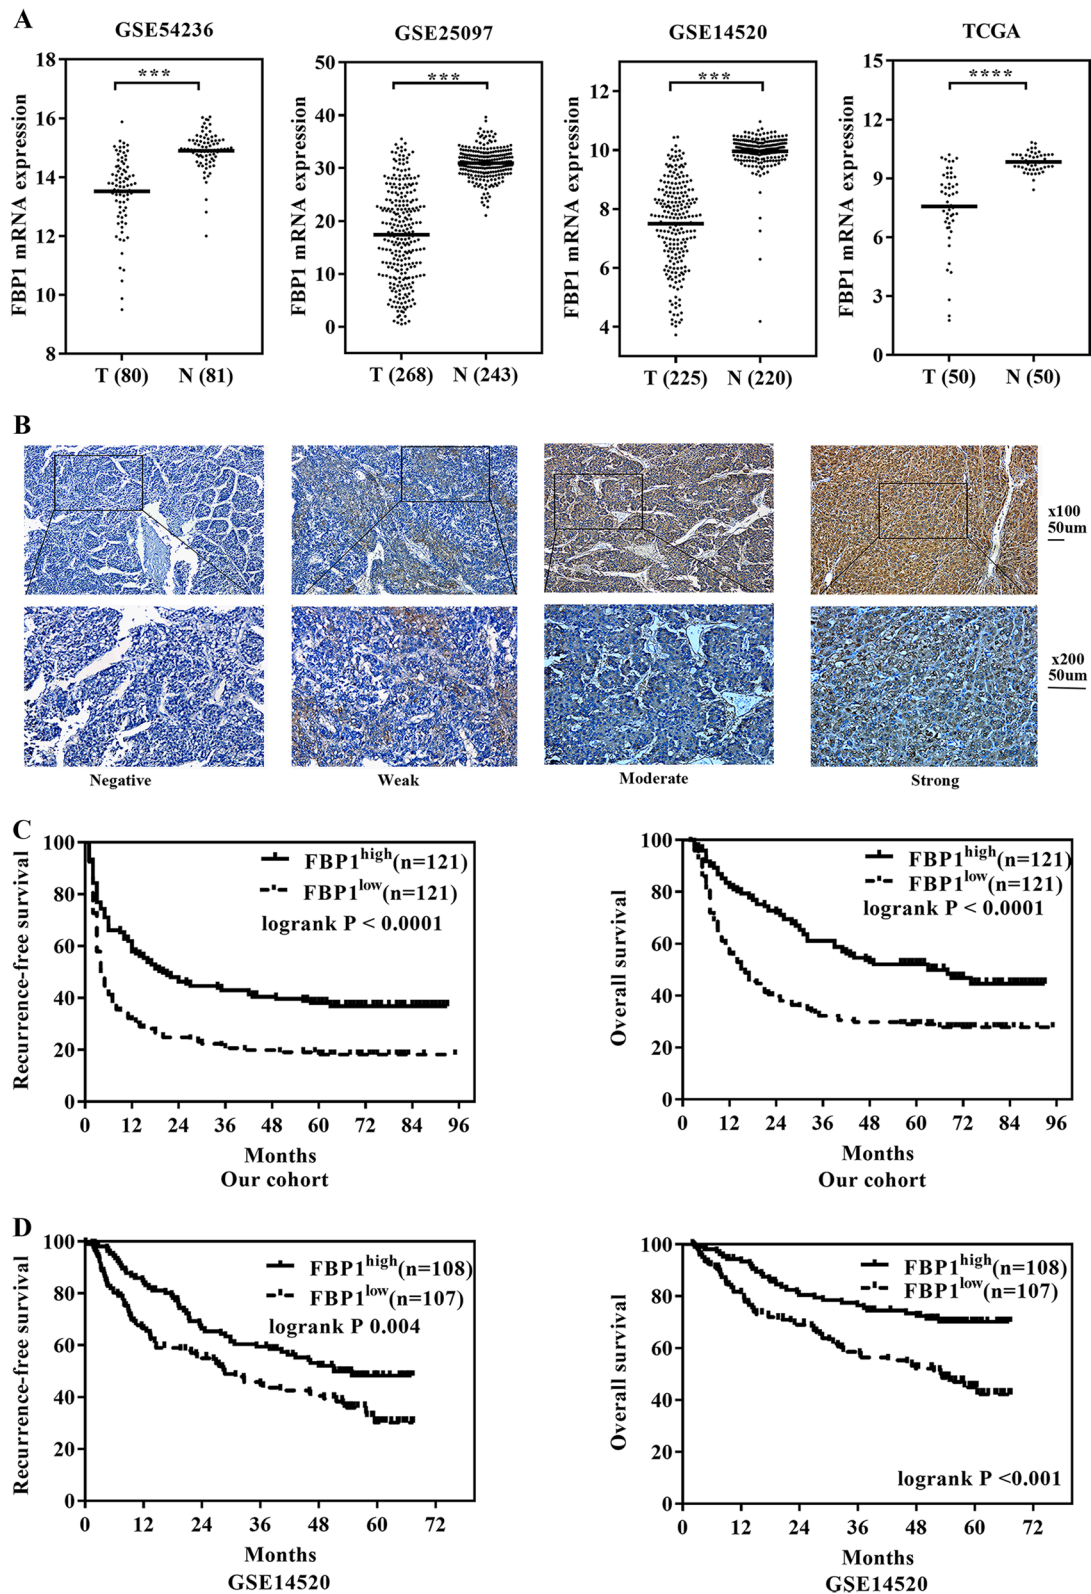 A
GSE54236
GSE25097
GSE14520
TCGA
FBP1 mRNA expression
18
16
14
12
10
8
***
T (80) N (81)
FBP1 mRNA expression
50
40
30
20
10
0
***
T (268) N (243)
FBP1 mRNA expression
12
10
8
6
4
***
T (225) N (220)
FBP1 mRNA expression
15
12
9
6
3
0
****
T (50) N (50)
B
x100
50um
x200
50um
Negative
Weak
Moderate
Strong
C
Recurrence-free survival
100
80
60
40
20
0
FBP1high(n=121)
FBP1low(n=121)
logrank P < 0.0001
0 12 24 36 48 60 72 84 96
Months
Our cohort
Overall survival
100
80
60
40
20
0
FBP1high(n=121)
FBP1low(n=121)
logrank P < 0.0001
0 12 24 36 48 60 72 84 96
Months
Our cohort
D
Recurrence-free survival
100
80
60
40
20
0
FBP1high(n=108)
FBP1low(n=107)
logrank P 0.004
0 12 24 36 48 60 72
Months
GSE14520
Overall survival
100
80
60
40
20
0
FBP1high(n=108)
FBP1low(n=107)
logrank P <0.001
0 12 24 36 48 60 72
Months
GSE14520